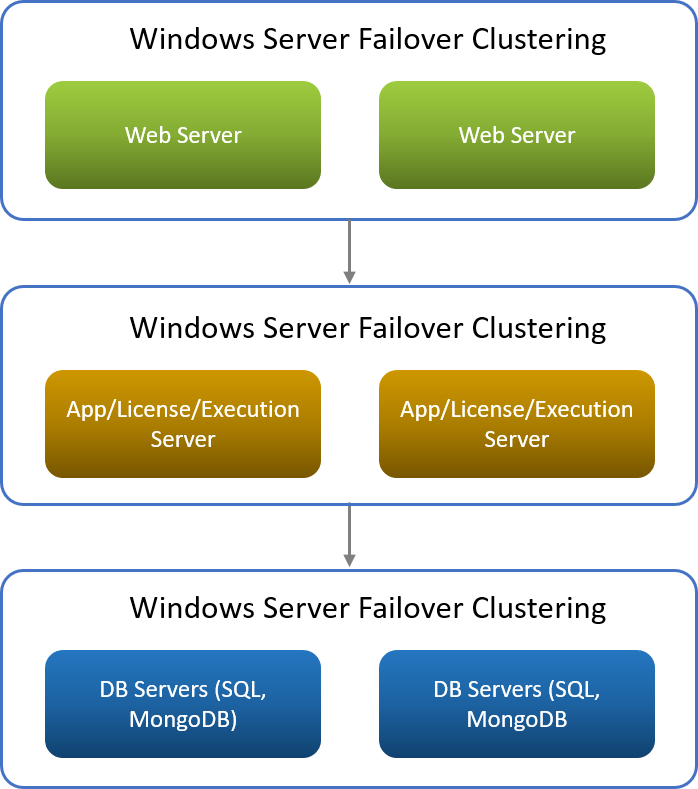 Windows Server Failover Clustering
Web Server
Web Server
Windows Server Failover Clustering
App/License/Execution
Server
App/License/Execution
Server
Windows Server Failover Clustering
DB Servers (SQL,
MongoDB)
DB Servers (SQL,
MongoDB